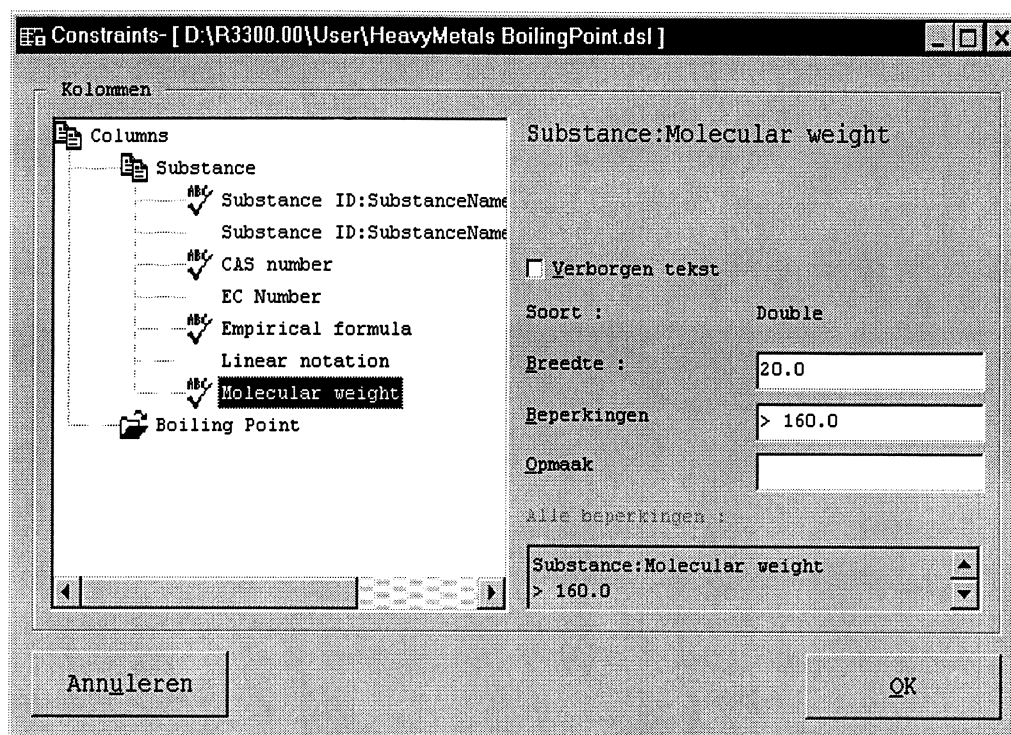 Constraints- [ D:\R3300.00\User\HeavyMetals BoilingPoint.dsl ]
Kolommen
Columns
Substance
Substance ID:SubstanceName
Substance ID:SubstanceName
CAS number
EC Number
Empirical formula
Linear notation
Molecular weight
Boiling Point
Substance:Molecular weight
Verborgen tekst
Soort : Double
Breedte : 20.0
Beperkingen > 160.0
Opmaak
Alle beperkingen :
Substance:Molecular weight
> 160.0
Annuleren
OK